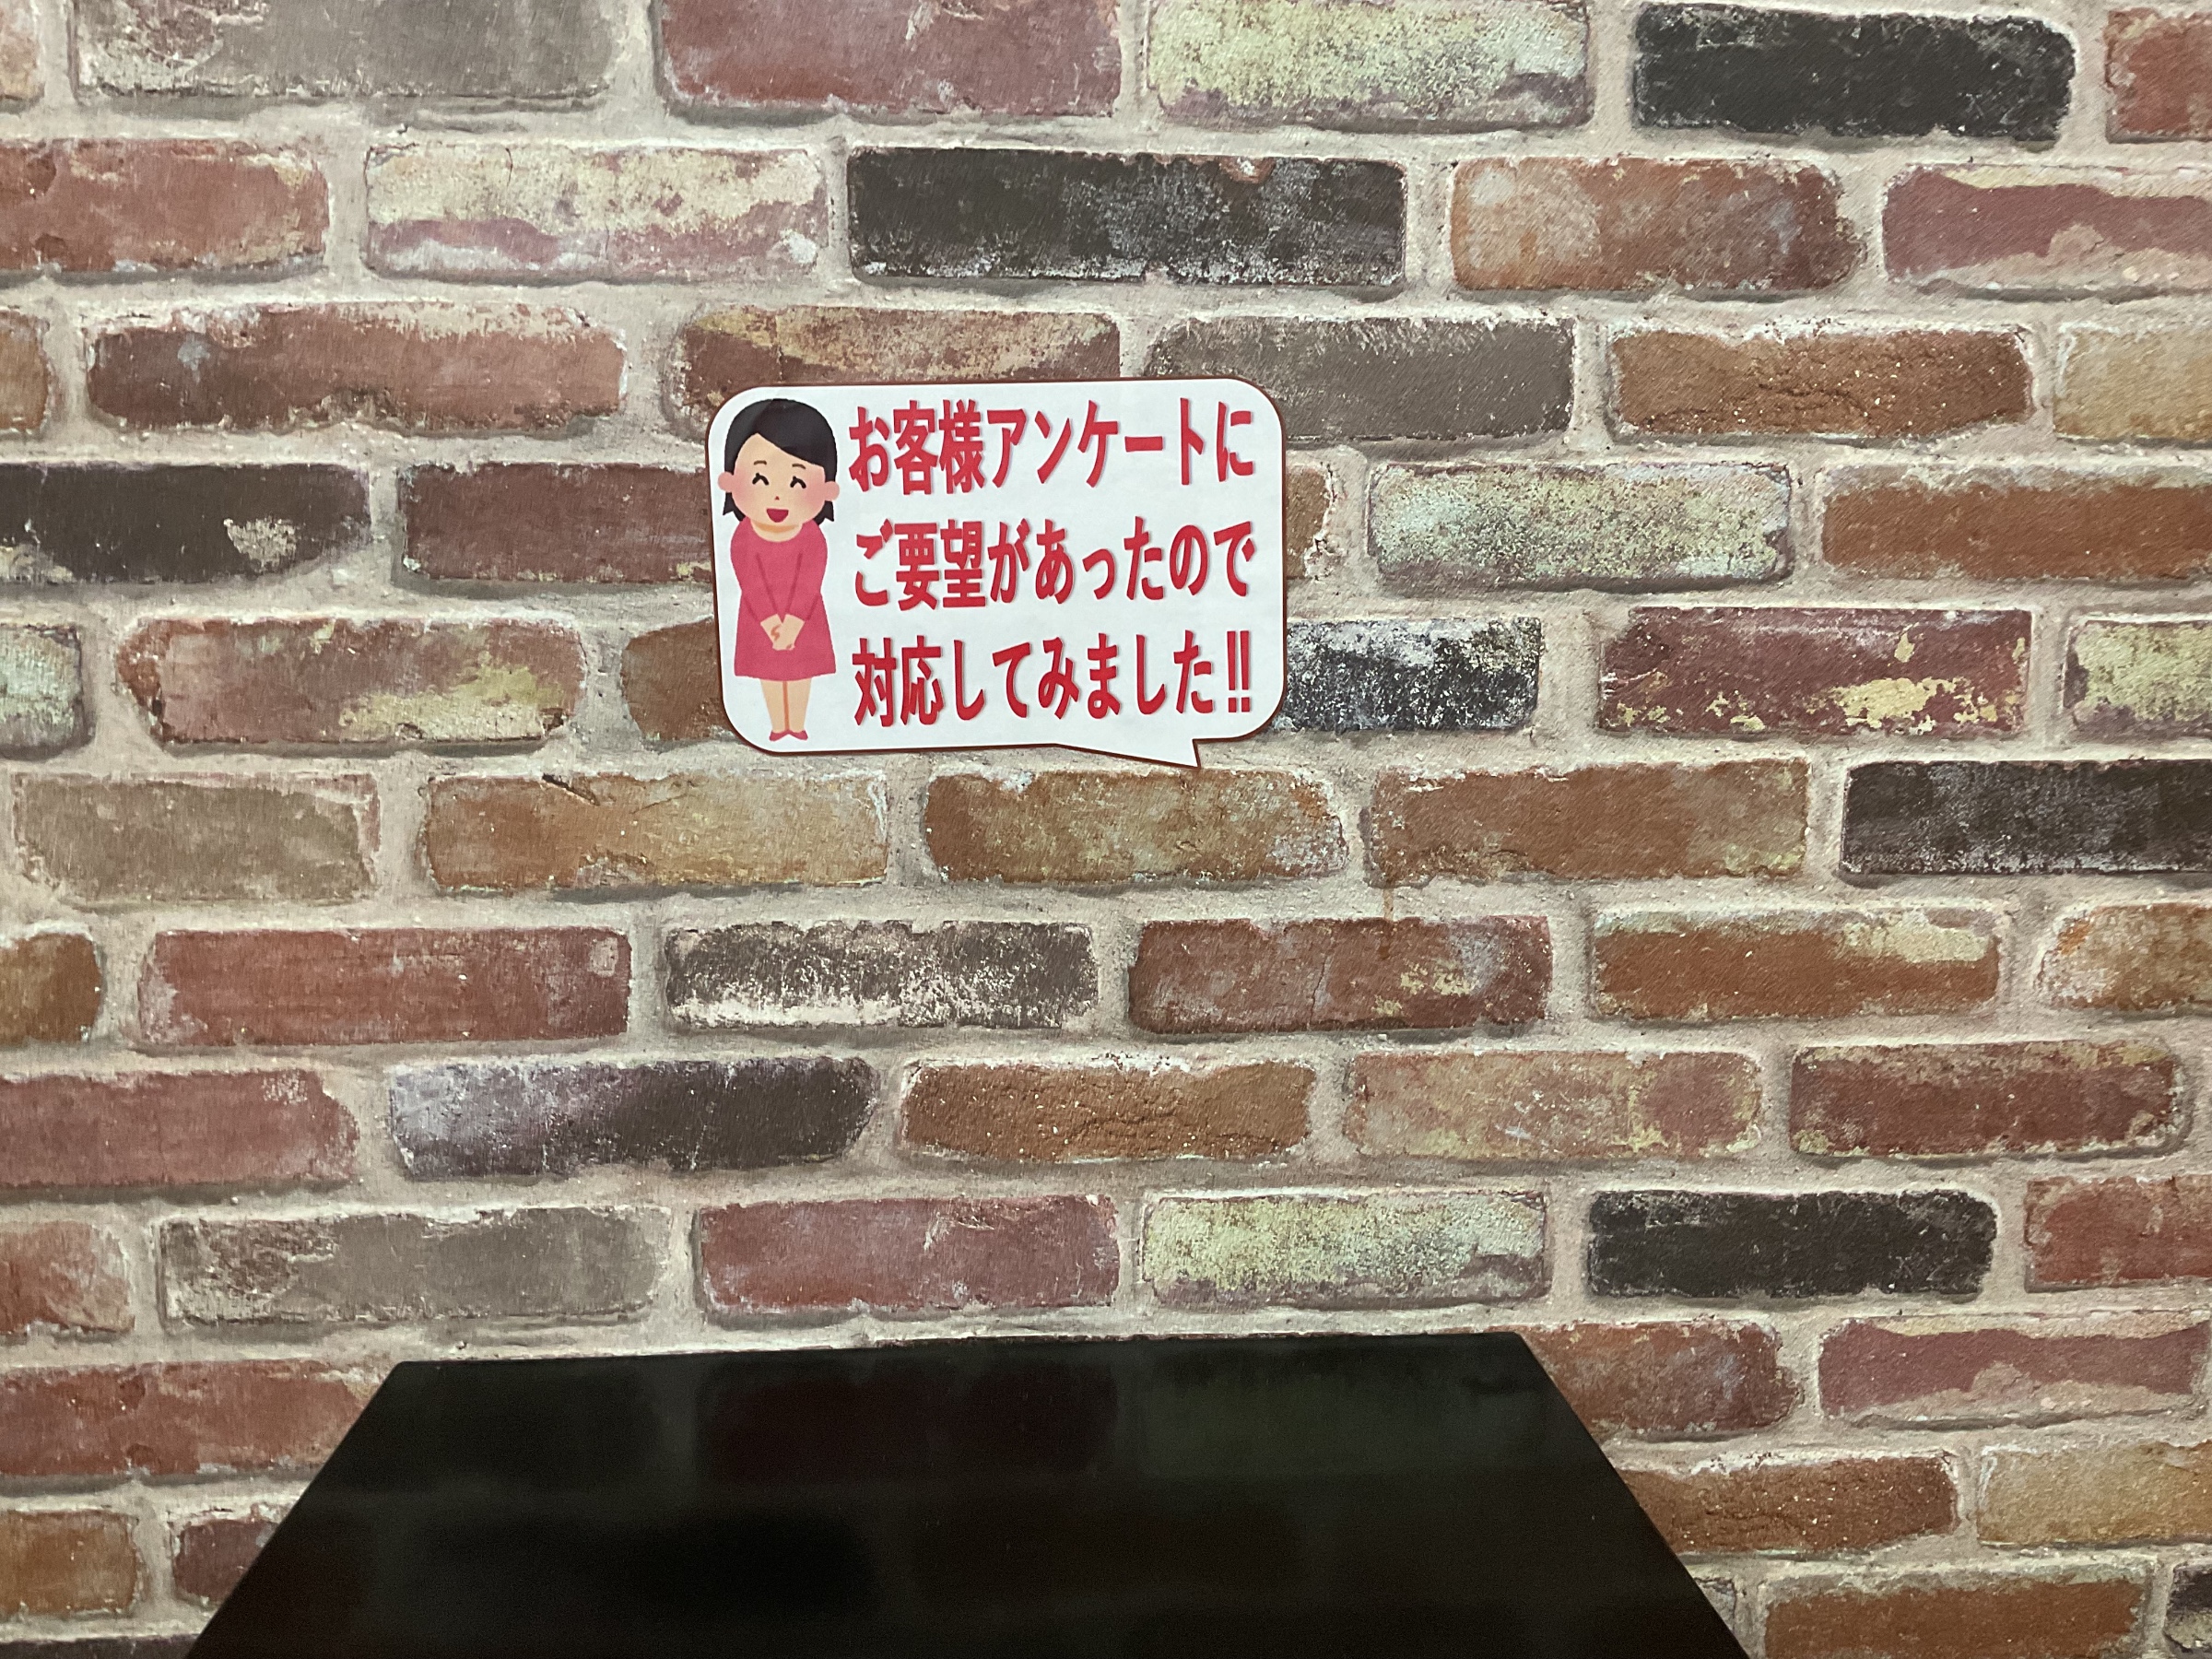 お客様アンケートに
ご要望があったので
対応してみました!!